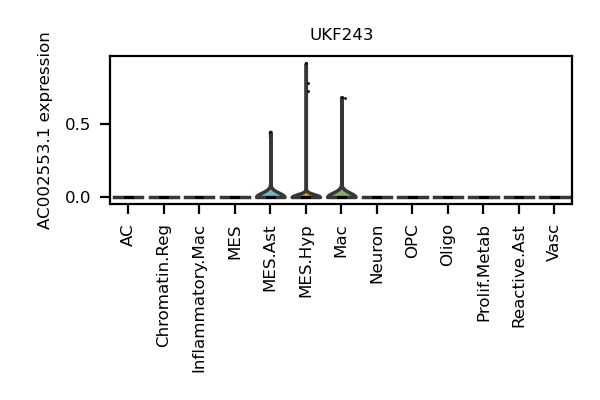 UKF243
AC002553.1 expression
0.5
0.0
AC
Chromatin.Reg
Inflammatory.Mac
MES
MES.Ast
MES.Hyp
Mac
Neuron
OPC
Oligo
Prolif.Metab
Reactive.Ast
Vasc